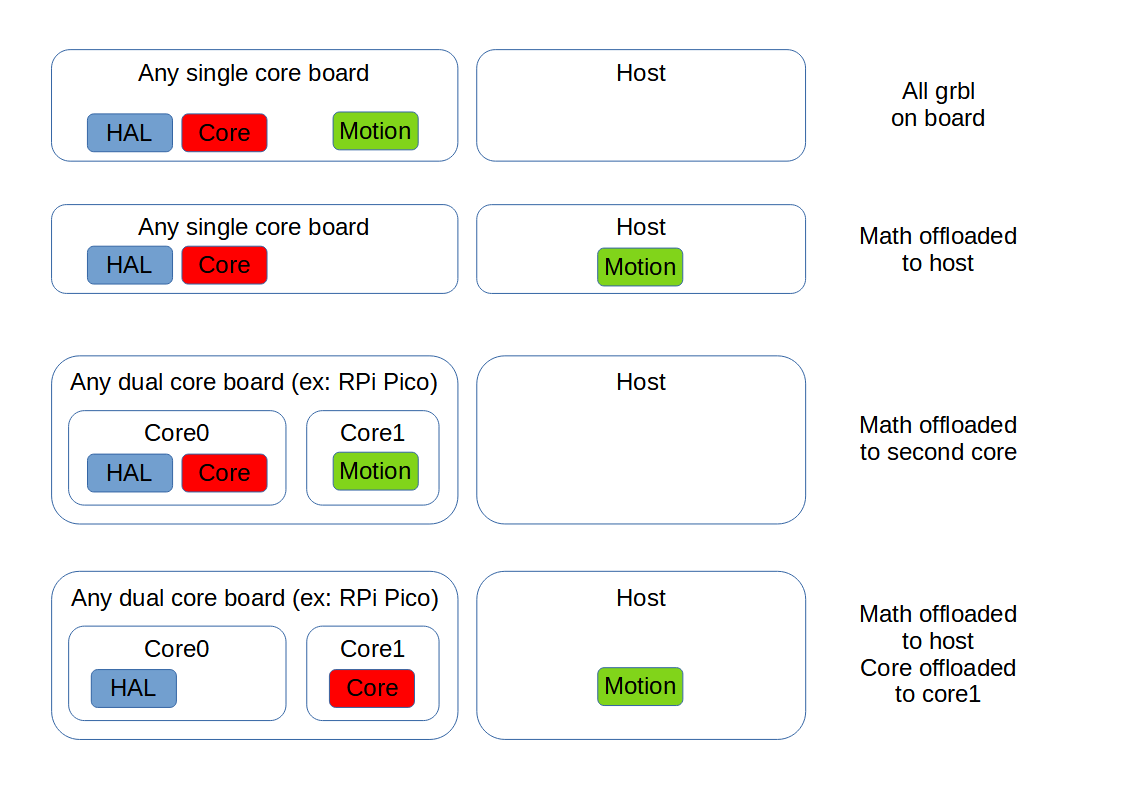 Any single core board
HAL
Core
Motion
Host
All grbl
on board
Any single core board
HAL
Core
Host
Motion
Math offloaded
to host
Any dual core board (ex: RPi Pico)
Core0
HAL
Core
Core1
Motion
Host
Math offloaded
to second core
Any dual core board (ex: RPi Pico)
Core0
HAL
Core1
Core
Host
Motion
Math offloaded
to host
Core offloaded
to core1